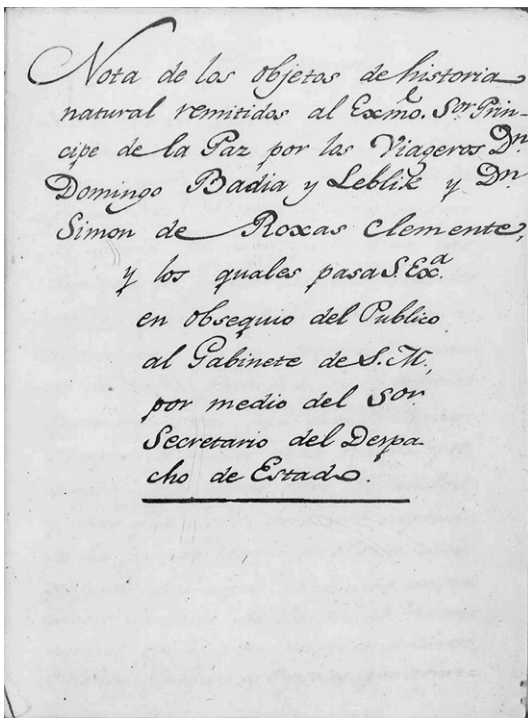 Nota de los objetos de historia
natural remitidos al Exmo. Sor Prin-
cipe de la Paz por los Viageros Dn
Domingo Badia y Leblik y Dn
Simon de Roxas Clemente,
y los quales pasa S Exa.
en obsequio del Publico
al Gabinete de S. M.
por medio del Sor
Secretario del Despa-
cho de Estado.